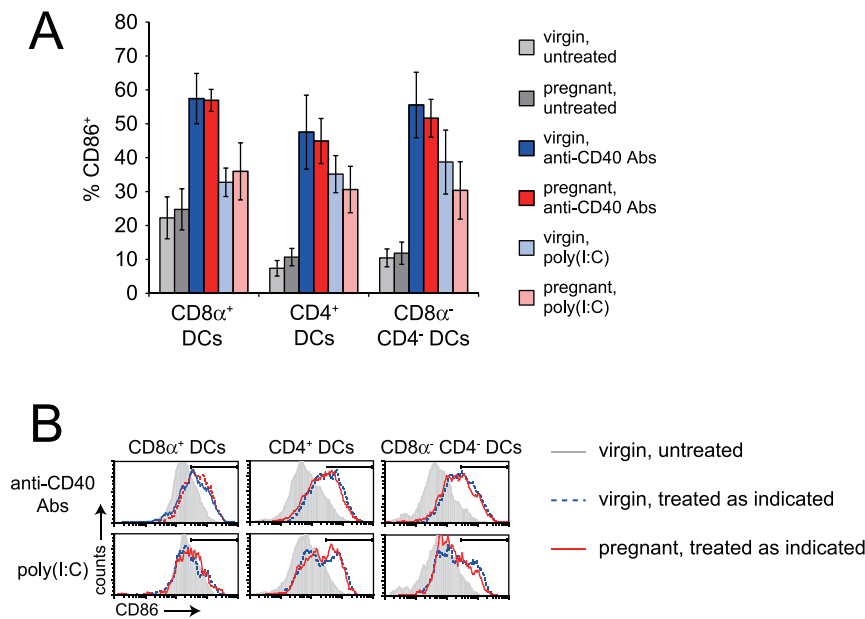 A
80
70
60
50
40
30
20
10
0
% CD86+
CD8α+
DCs
CD4+
DCs
CD8α-
CD4- DCs
virgin,
untreated
pregnant,
untreated
virgin,
anti-CD40 Abs
pregnant,
anti-CD40 Abs
virgin,
poly(I:C)
pregnant,
poly(I:C)
B
CD8α+ DCs
CD4+ DCs
CD8α- CD4- DCs
anti-CD40
Abs
poly(I:C)
counts
CD86
virgin, untreated
virgin, treated as indicated
pregnant, treated as indicated